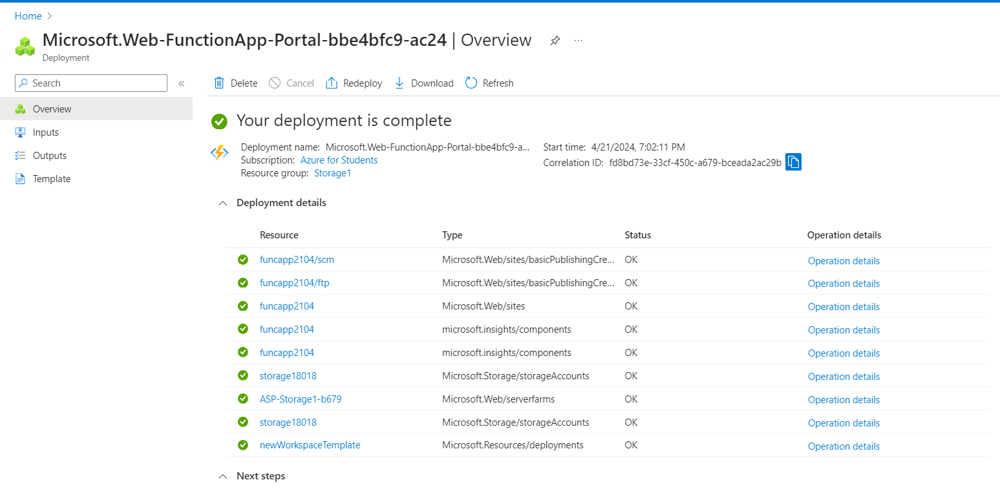 Home
Microsoft.Web-FunctionApp-Portal-bbe4bfc9-ac24 | Overview
Deployment
Search
Delete Cancel Redeploy Download Refresh
Overview
Inputs
Outputs
Template
Your deployment is complete
Deployment name: Microsoft.Web-FunctionApp-Portal-bbe4bfc9-a...
Subscription: Azure for Students
Resource group: Storage1
Start time: 4/21/2024, 7:02:11 PM
Correlation ID: fd8bd73e-33cf-450c-a679-bceada2ac29b
Deployment details
Resource Type Status Operation details
funcapp2104/scm Microsoft.Web/sites/basicPublishingCre... OK Operation details
funcapp2104/ftp Microsoft.Web/sites/basicPublishingCre... OK Operation details
funcapp2104 Microsoft.Web/sites OK Operation details
funcapp2104 microsoft.insights/components OK Operation details
funcapp2104 microsoft.insights/components OK Operation details
storage18018 Microsoft.Storage/storageAccounts OK Operation details
ASP-Storage1-b679 Microsoft.Web/serverfarms OK Operation details
storage18018 Microsoft.Storage/storageAccounts OK Operation details
newWorkspaceTemplate Microsoft.Resources/deployments OK Operation details
Next steps